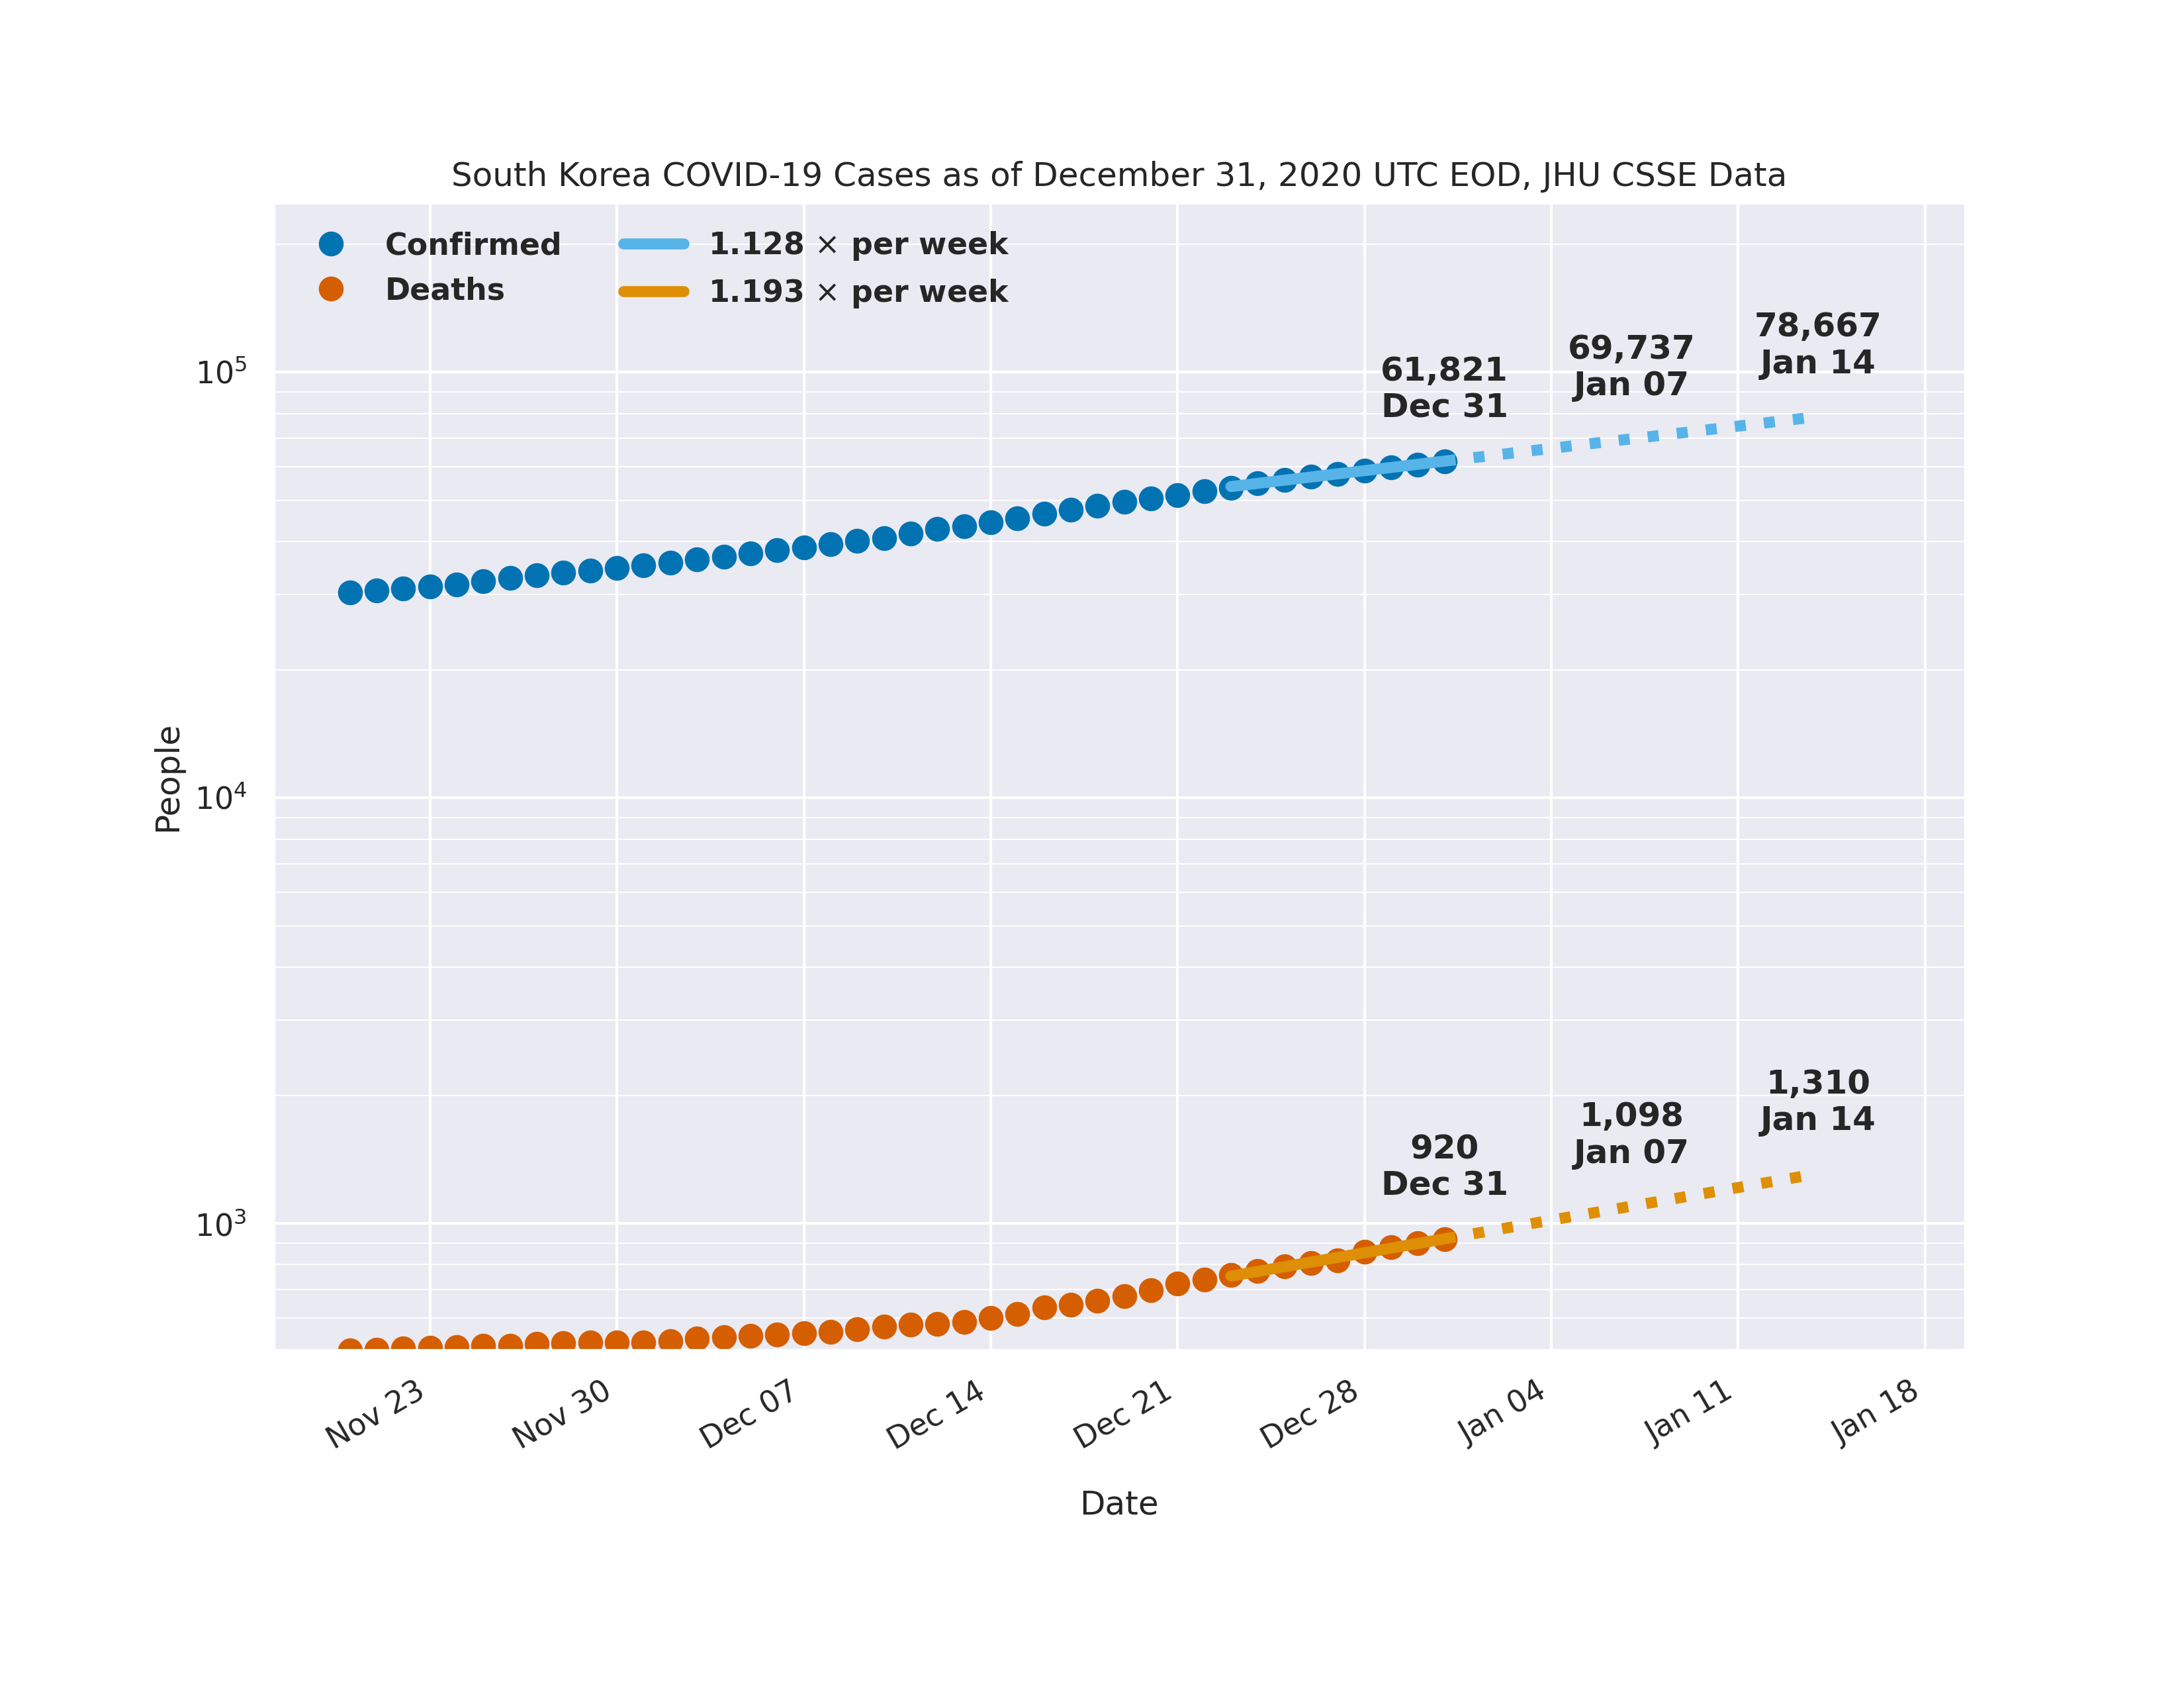 South Korea COVID-19 Cases as of December 31, 2020 UTC EOD, JHU CSSE Data
Confirmed
Deaths
1.128 × per week
1.193 × per week
61,821
Dec 31
69,737
Jan 07
78,667
Jan 14
920
Dec 31
1,098
Jan 07
1,310
Jan 14
People
10⁵
10⁴
10³
Nov 23
Nov 30
Dec 07
Dec 14
Dec 21
Dec 28
Jan 04
Jan 11
Jan 18
Date